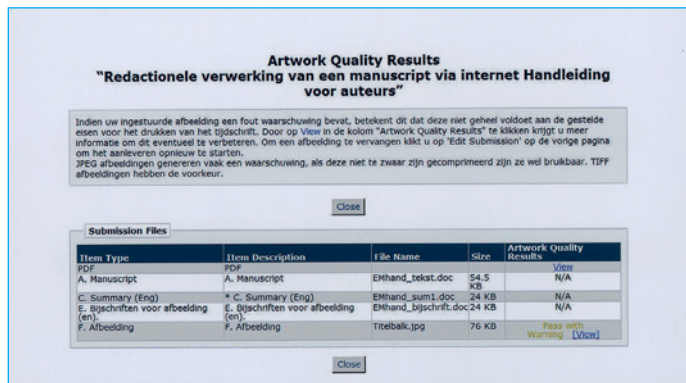 Artwork Quality Results
"Redactionele verwerking van een manuscript via internet Handleiding
voor auteurs"
Indien uw ingestuurde afbeelding een fout waarschuwing bevat, betekent dit dat deze niet geheel voldoet aan de gestelde
eisen voor het drukken van het tijdschrift. Door op View in de kolom "Artwork Quality Results" te klikken krijgt u meer
informatie om dit eventueel te verbeteren. Om een afbeelding te vervangen klikt u op 'Edit Submission' op de vorige pagina
om het aanleveren opnieuw te starten.
JPEG afbeeldingen genereren vaak een waarschuwing, als deze niet te zwaar zijn gecomprimeerd zijn ze wel bruikbaar. TIFF
afbeeldingen hebben de voorkeur.
Close
Submission Files
Item Type Item Description File Name Size Artwork Quality Results
PDF PDF View
A. Manuscript A. Manuscript EMhand_tekst.doc 54.5 KB N/A
C. Summary (Eng) * C. Summary (Eng) EMhand_sum1.doc 24 KB N/A
E. Bijschriften voor afbeelding (en). E. Bijschriften voor afbeelding (en). EMhand_bijschrift.doc 24 KB N/A
F. Afbeelding F. Afbeelding Titelbalk.jpg 76 KB Pass with Warning [View]
Close